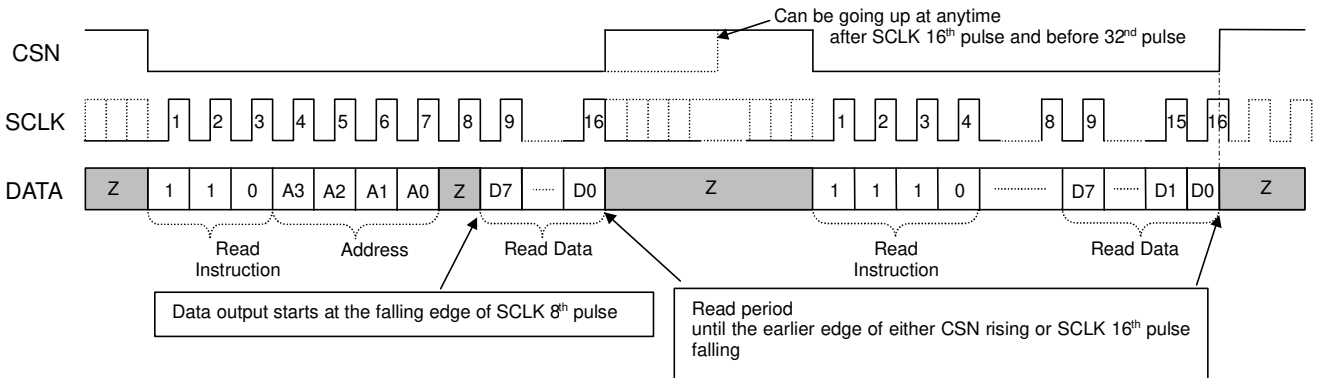 Can be going up at anytime
after SCLK 16th pulse and before 32nd pulse
CSN
SCLK 1 2 3 4 5 6 7 8 9 16 1 2 3 4 8 9 15 16
DATA Z 1 1 0 A3 A2 A1 A0 Z D7 ...... D0 Z 1 1 1 0 .............. D7 ...... D1 D0 Z
Read Instruction
Address
Read Data
Read Instruction
Read Data
Data output starts at the falling edge of SCLK 8th pulse
Read period
until the earlier edge of either CSN rising or SCLK 16th pulse
falling